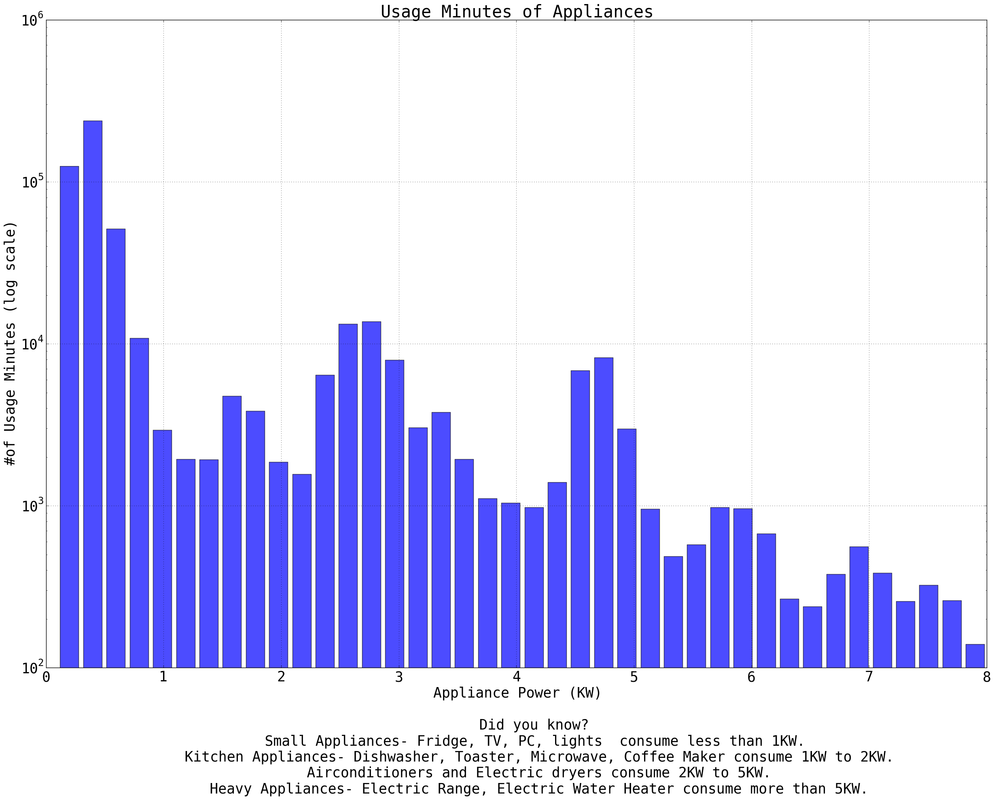 Usage Minutes of Appliances
10^6
10^5
10^4
10^3
10^2
#of Usage Minutes (log scale)
0 1 2 3 4 5 6 7 8
Appliance Power (KW)
Did you know?
Small Appliances- Fridge, TV, PC, lights  consume less than 1KW.
Kitchen Appliances- Dishwasher, Toaster, Microwave, Coffee Maker consume 1KW to 2KW.
Airconditioners and Electric dryers consume 2KW to 5KW.
Heavy Appliances- Electric Range, Electric Water Heater consume more than 5KW.